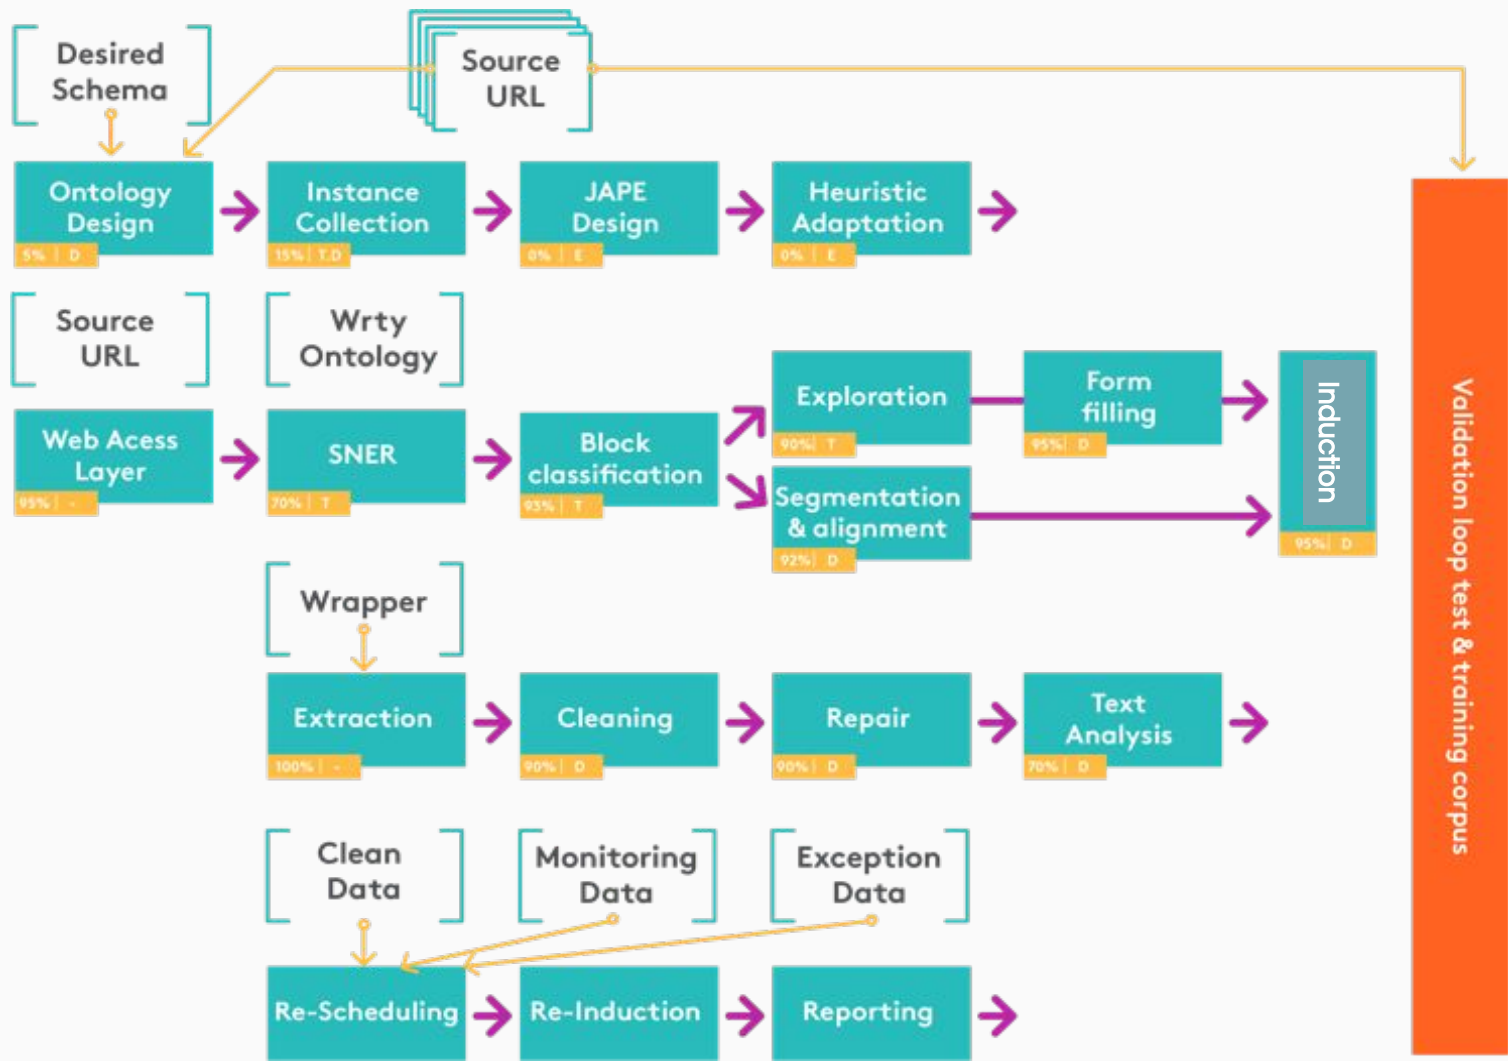 Desired
Schema
Source
URL
Ontology
Design
5% | D
Instance
Collection
15% | T.D
JAPE
Design
0% | E
Heuristic
Adaptation
0% | E
Source
URL
Wrty
Ontology
Web Acess
Layer
95% | -
SNER
70% | T
Block
classification
93% | T
Exploration
90% | T
Form
filling
95% | D
Segmentation
& alignment
92% | D
Induction
95% | D
Validation loop test & training corpus
Wrapper
Extraction
100% | -
Cleaning
90% | D
Repair
90% | D
Text
Analysis
70% | D
Clean
Data
Monitoring
Data
Exception
Data
Re-Scheduling
Re-Induction
Reporting